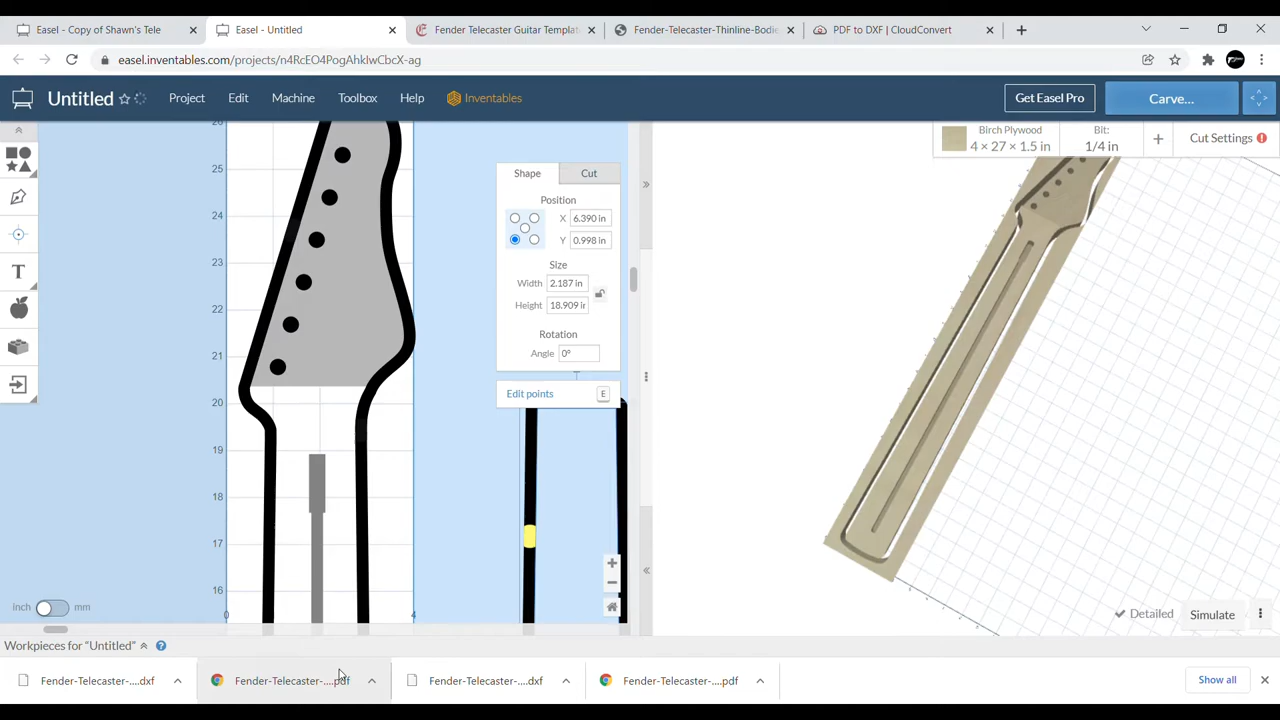 Easel - Copy of Shawn's Tele
Easel - Untitled
Fender Telecaster Guitar Templat
Fender-Telecaster-Thinline-Bodie
PDF to DXF | CloudConvert
easel.inventables.com/projects/n4RcEO4PogAhkIwCbcX-ag
Untitled
Project
Edit
Machine
Toolbox
Help
Inventables
Get Easel Pro
Carve...
Birch Plywood
4 × 27 × 1.5 in
Bit:
1/4 in
Cut Settings
26
25
24
23
22
21
20
19
18
17
16
0
4
Shape
Cut
Position
X 6.390 in
Y 0.998 in
Size
Width 2.187 in
Height 18.909 ir
Rotation
Angle 0°
Edit points E
T
inch
mm
Detailed
Simulate
Workpieces for “Untitled”
Fender-Telecaster-....dxf
Fender-Telecaster-....pdf
Fender-Telecaster-....dxf
Fender-Telecaster-....pdf
Show all